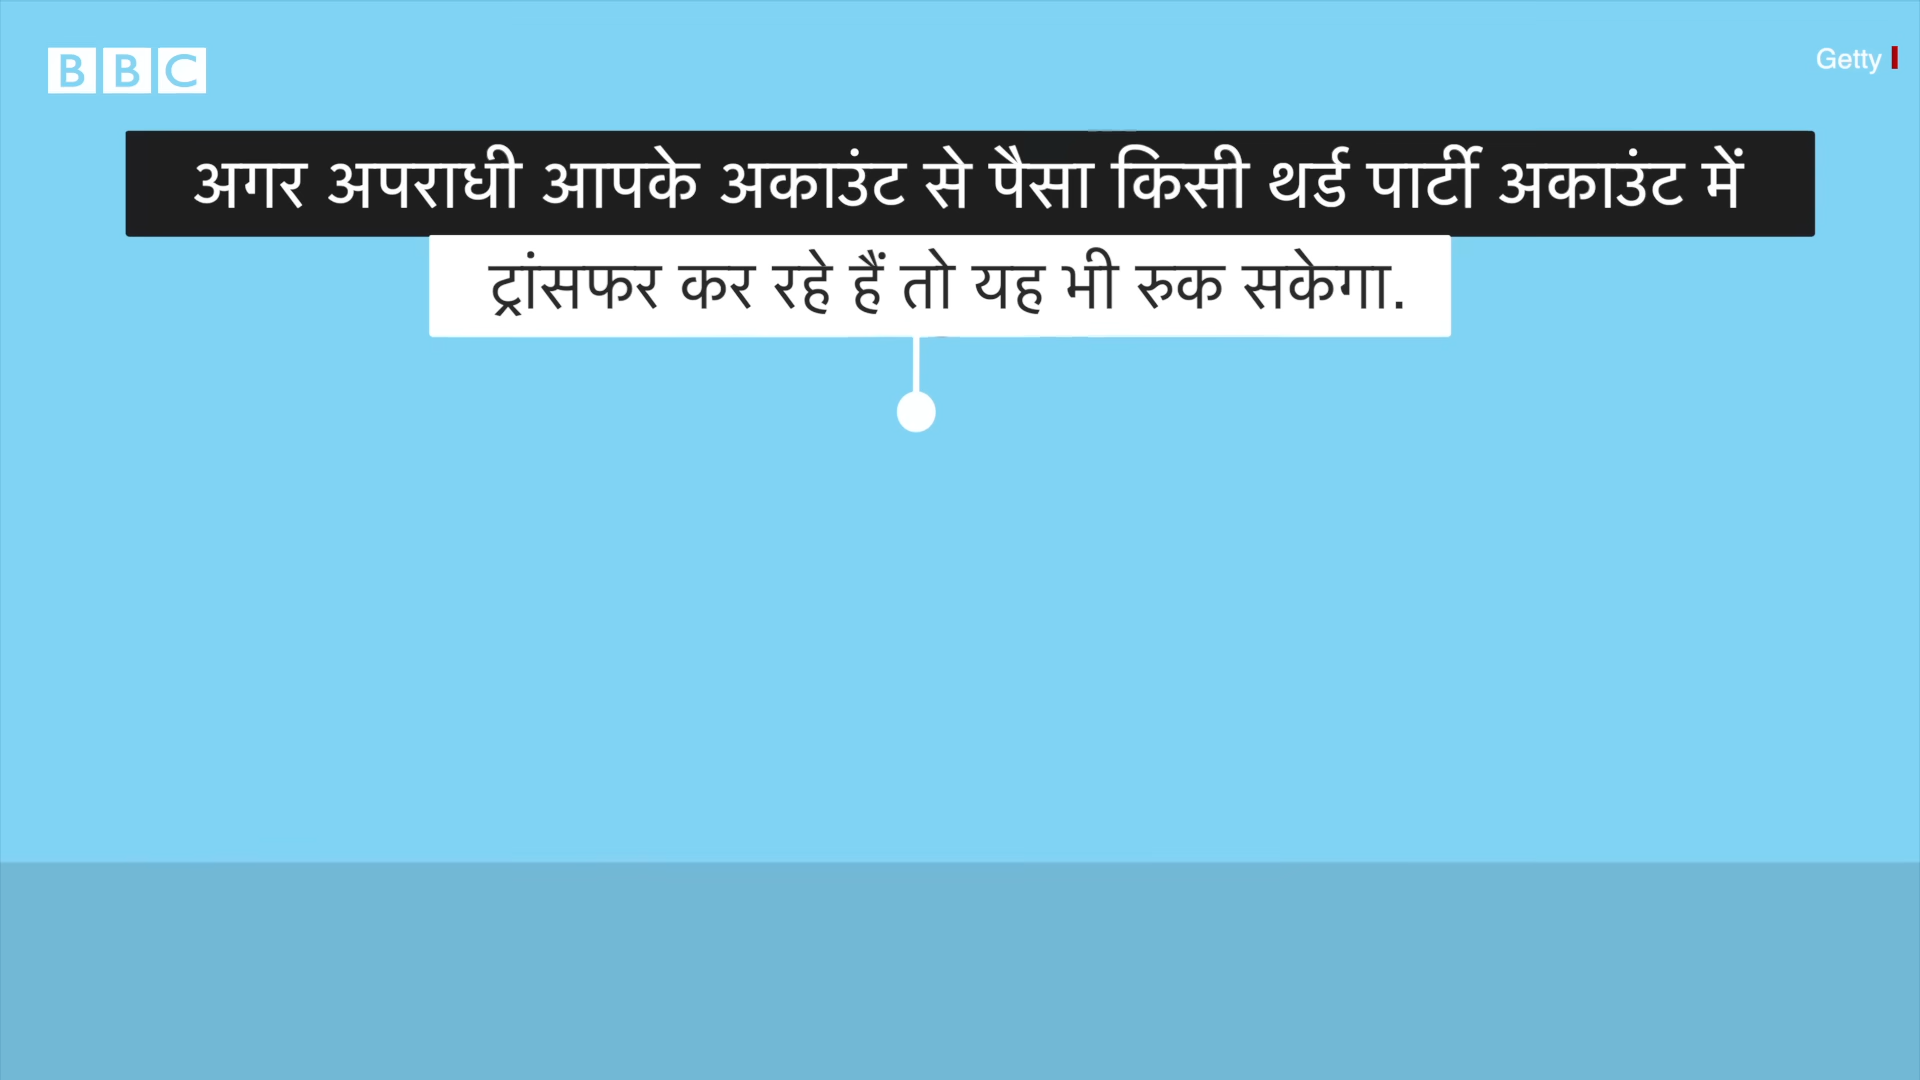 BBC
Getty
अगर अपराधी आपके अकाउंट से पैसा किसी थर्ड पार्टी अकाउंट में
ट्रांसफर कर रहे हैं तो यह भी रुक सकेगा.